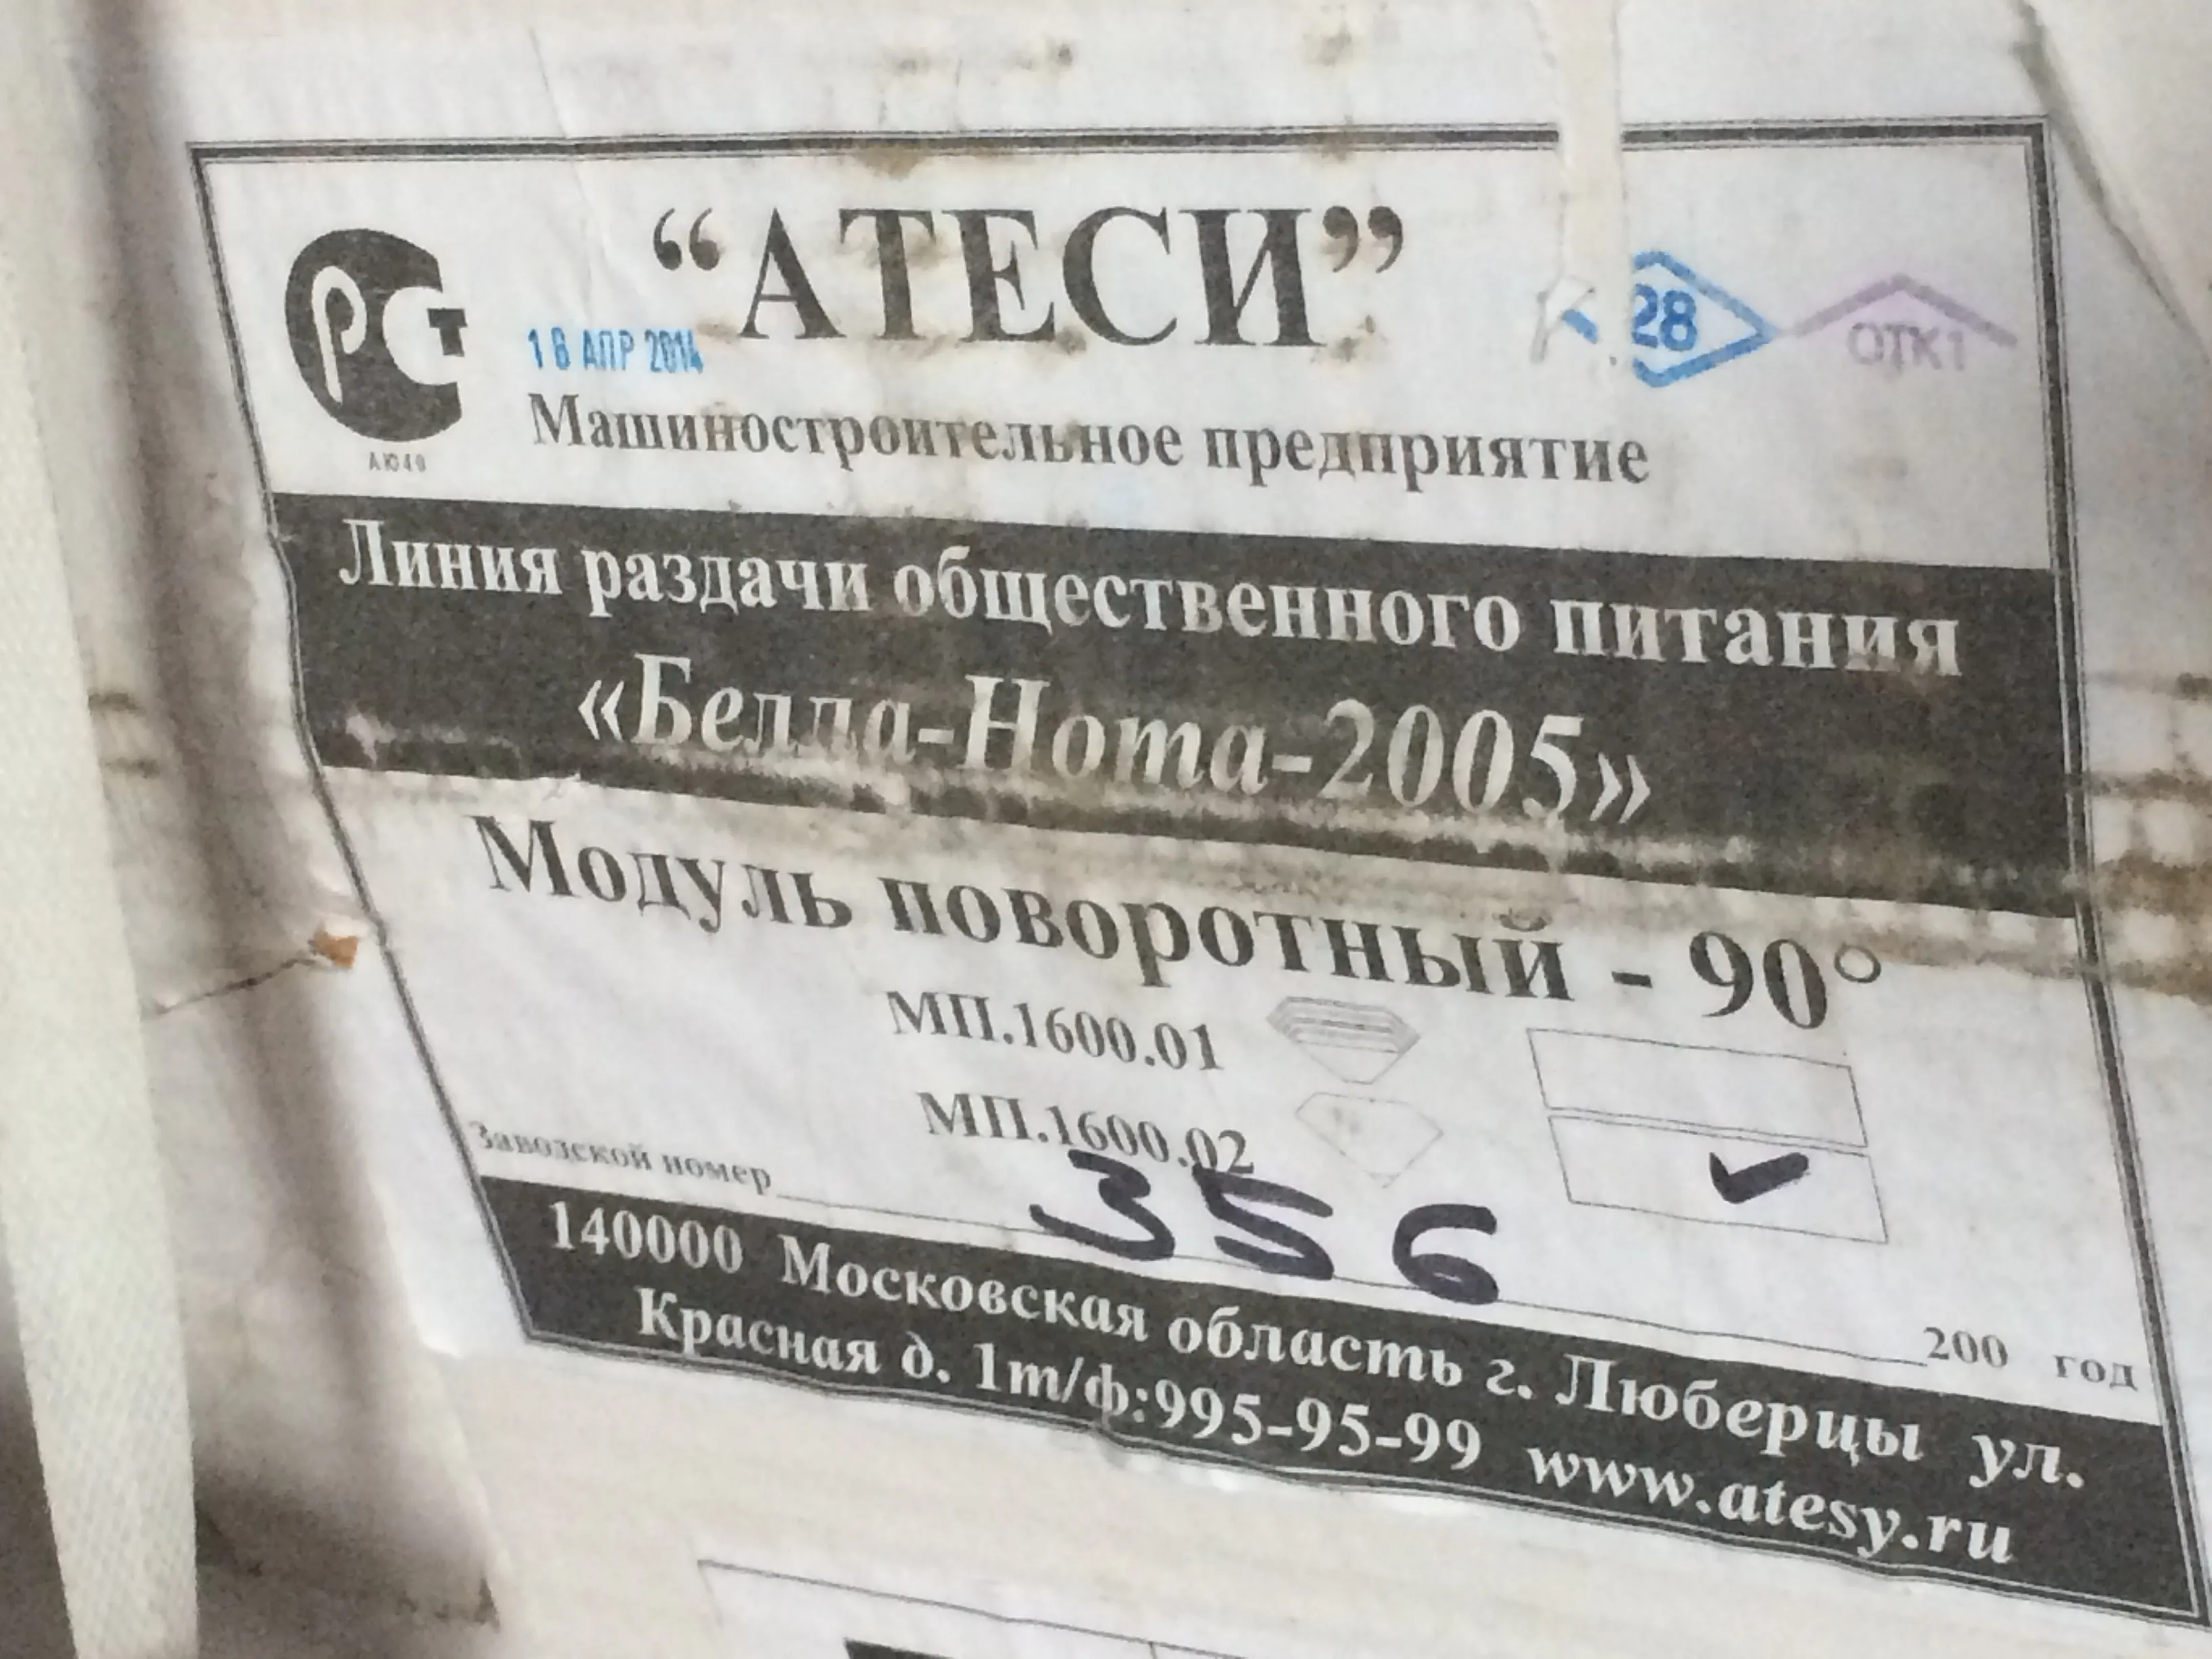 “АТЕСИ”
РСТ
АЮ40
АПР 2014
28
ОТК1
Машиностроительное предприятие
Линия раздачи общественного питания
«Белла-Нота-2005»
Модуль поворотный - 90°
МП.1600.01
МП.1600.02
Заводской номер 356 200 год
140000 Московская область г. Люберцы ул.
Красная д. 1т/ф:995-95-99 www.atesy.ru